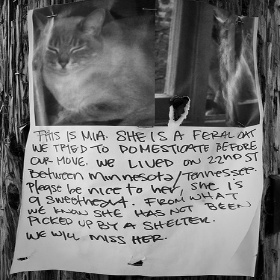 THIS IS MIA. SHE IS A FERAL CAT
WE TRIED TO DOMESTICATE BEFORE
OUR MOVE. WE LIVED ON 22ND ST
Between Minnesota/Tennessee.
Please be nice to her, she is
a sweetheart. FROM WHAT
WE KNOW SHE HAS NOT BEEN
PICKED UP BY A SHELTER.
WE WILL MISS HER.